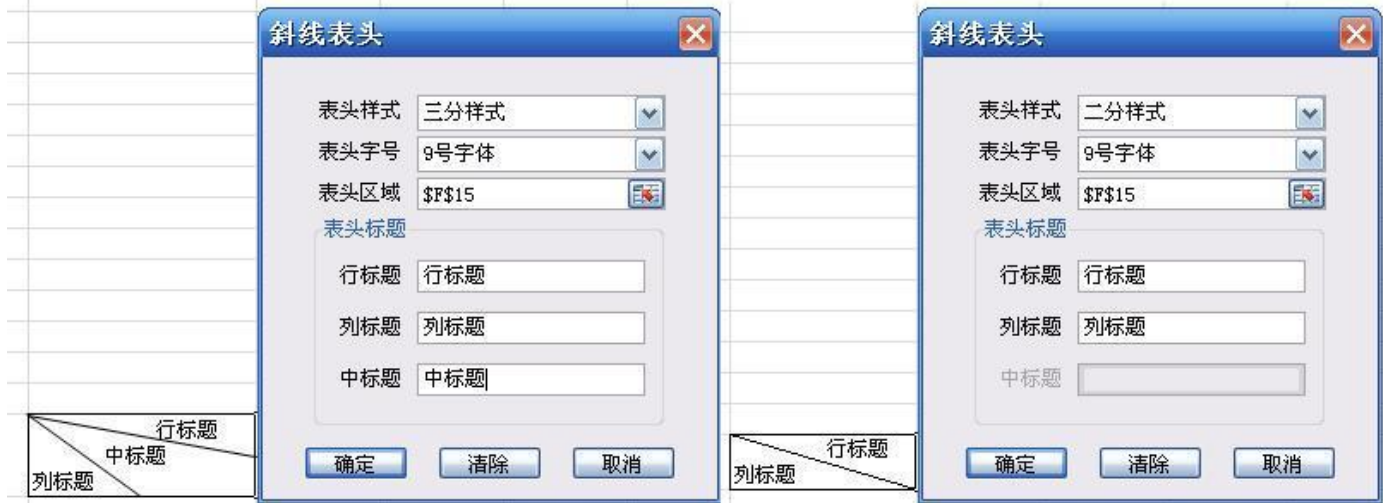 斜线表头
表头样式 三分样式
表头字号 9号字体
表头区域 $F$15
表头标题
行标题 行标题
列标题 列标题
中标题 中标题
确定 清除 取消
行标题
中标题
列标题
斜线表头
表头样式 二分样式
表头字号 9号字体
表头区域 $F$15
表头标题
行标题 行标题
列标题 列标题
中标题
确定 清除 取消
行标题
列标题